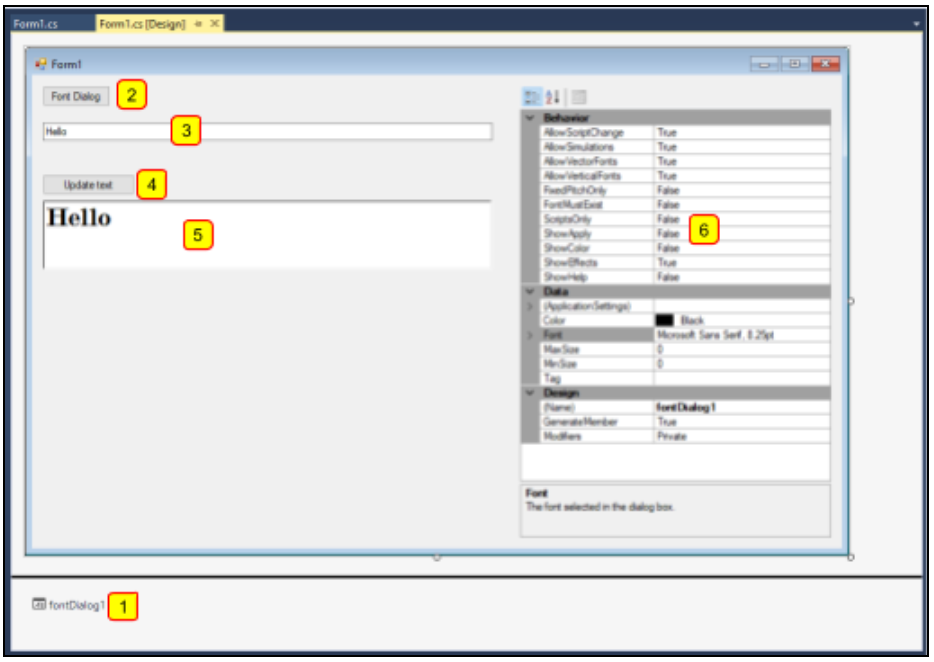 Form1.cs Form1.cs [Design]
Form1
Font Dialog 2
Hello 3
Update text 4
Hello 5
Behavior
AllowScriptChange True
AllowSimulations True
AllowVectorFonts True
AllowVerticalFonts True
FixedPitchOnly False
FontMustExist False
ScriptsOnly False
ShowApply False 6
ShowColor False
ShowEffects True
ShowHelp False
Data
(ApplicationSettings)
Color Black
Font Microsoft Sans Serif, 8.25pt
MaxSize 0
MinSize 0
Tag
Design
(Name) fontDialog1
GenerateMember True
Modifiers Private
Font
The font selected in the dialog box.
fontDialog1 1